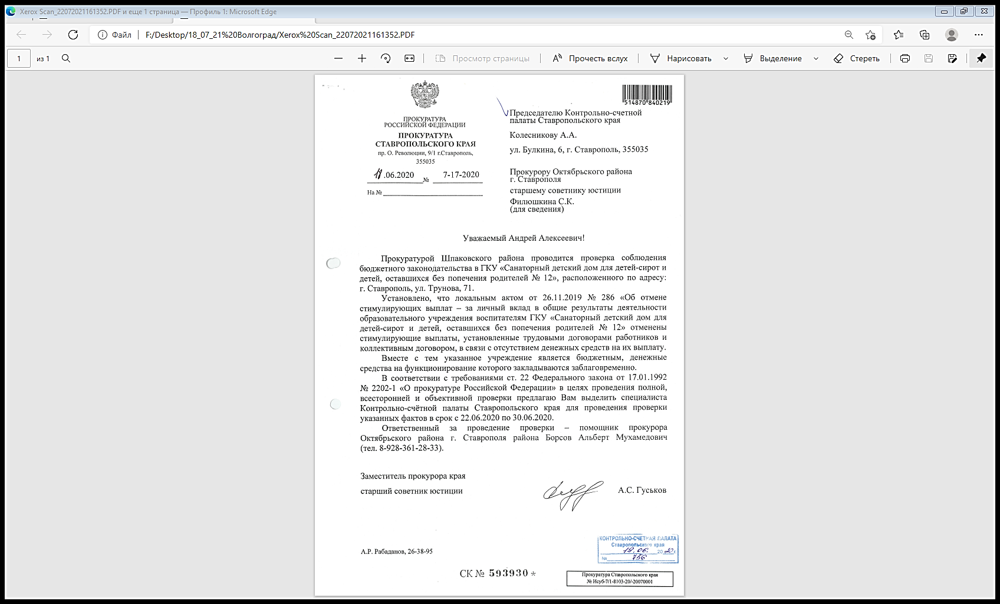 Xerox Scan_22072021161352.PDF и еще 1 страница — Профиль 1: Microsoft Edge
Файл F:/Desktop/18_07_21%20Волгоград/Xerox%20Scan_22072021161352.PDF
1 из 1 Просмотр страницы Прочесть вслух Нарисовать Выделение Стереть
ПРОКУРАТУРА
РОССИЙСКОЙ ФЕДЕРАЦИИ
ПРОКУРАТУРА
СТАВРОПОЛЬСКОГО КРАЯ
пр. О. Революции, 9/1 г.Ставрополь,
355035
.06.2020 № 7-17-2020
На №
514870 840219
Председателю Контрольно-счетной
палаты Ставропольского края
Колесникову А.А.
ул. Булкина, 6, г. Ставрополь, 355035
Прокурору Октябрьского района
г. Ставрополя
старшему советнику юстиции
Филюшкина С.К.
(для сведения)
Уважаемый Андрей Алексеевич!
Прокуратурой Шпаковского района проводится проверка соблюдения
бюджетного законодательства в ГКУ «Санаторный детский дом для детей-сирот и
детей, оставшихся без попечения родителей № 12», расположенного по адресу:
г. Ставрополь, ул. Трунова, 71.
Установлено, что локальным актом от 26.11.2019 № 286 «Об отмене
стимулирующих выплат – за личный вклад в общие результаты деятельности
образовательного учреждения воспитателям ГКУ «Санаторный детский дом для
детей-сирот и детей, оставшихся без попечения родителей № 12» отменены
стимулирующие выплаты, установленные трудовыми договорами работников и
коллективным договором, в связи с отсутствием денежных средств на их выплату.
Вместе с тем указанное учреждение является бюджетным, денежные
средства на функционирование которого закладываются заблаговременно.
В соответствии с требованиями ст. 22 Федерального закона от 17.01.1992
№ 2202-1 «О прокуратуре Российской Федерации» в целях проведения полной,
всесторонней и объективной проверки предлагаю Вам выделить специалиста
Контрольно-счётной палаты Ставропольского края для проведения проверки
указанных фактов в срок с 22.06.2020 по 30.06.2020.
Ответственный за проведение проверки – помощник прокурора
Октябрьского района г. Ставрополя района Борсов Альберт Мухамедович
(тел. 8-928-361-28-33).
Заместитель прокурора края
старший советник юстиции А.С. Гуськов
А.Р. Рабаданов, 26-38-95
КОНТРОЛЬНО-СЧЕТНАЯ ПАЛАТА
Ставропольского края
19.06. 2020 г.
№ 756
СК № 593930 *
Прокуратура Ставропольского края
№ Исуб-7/1-8103-20/-20070001